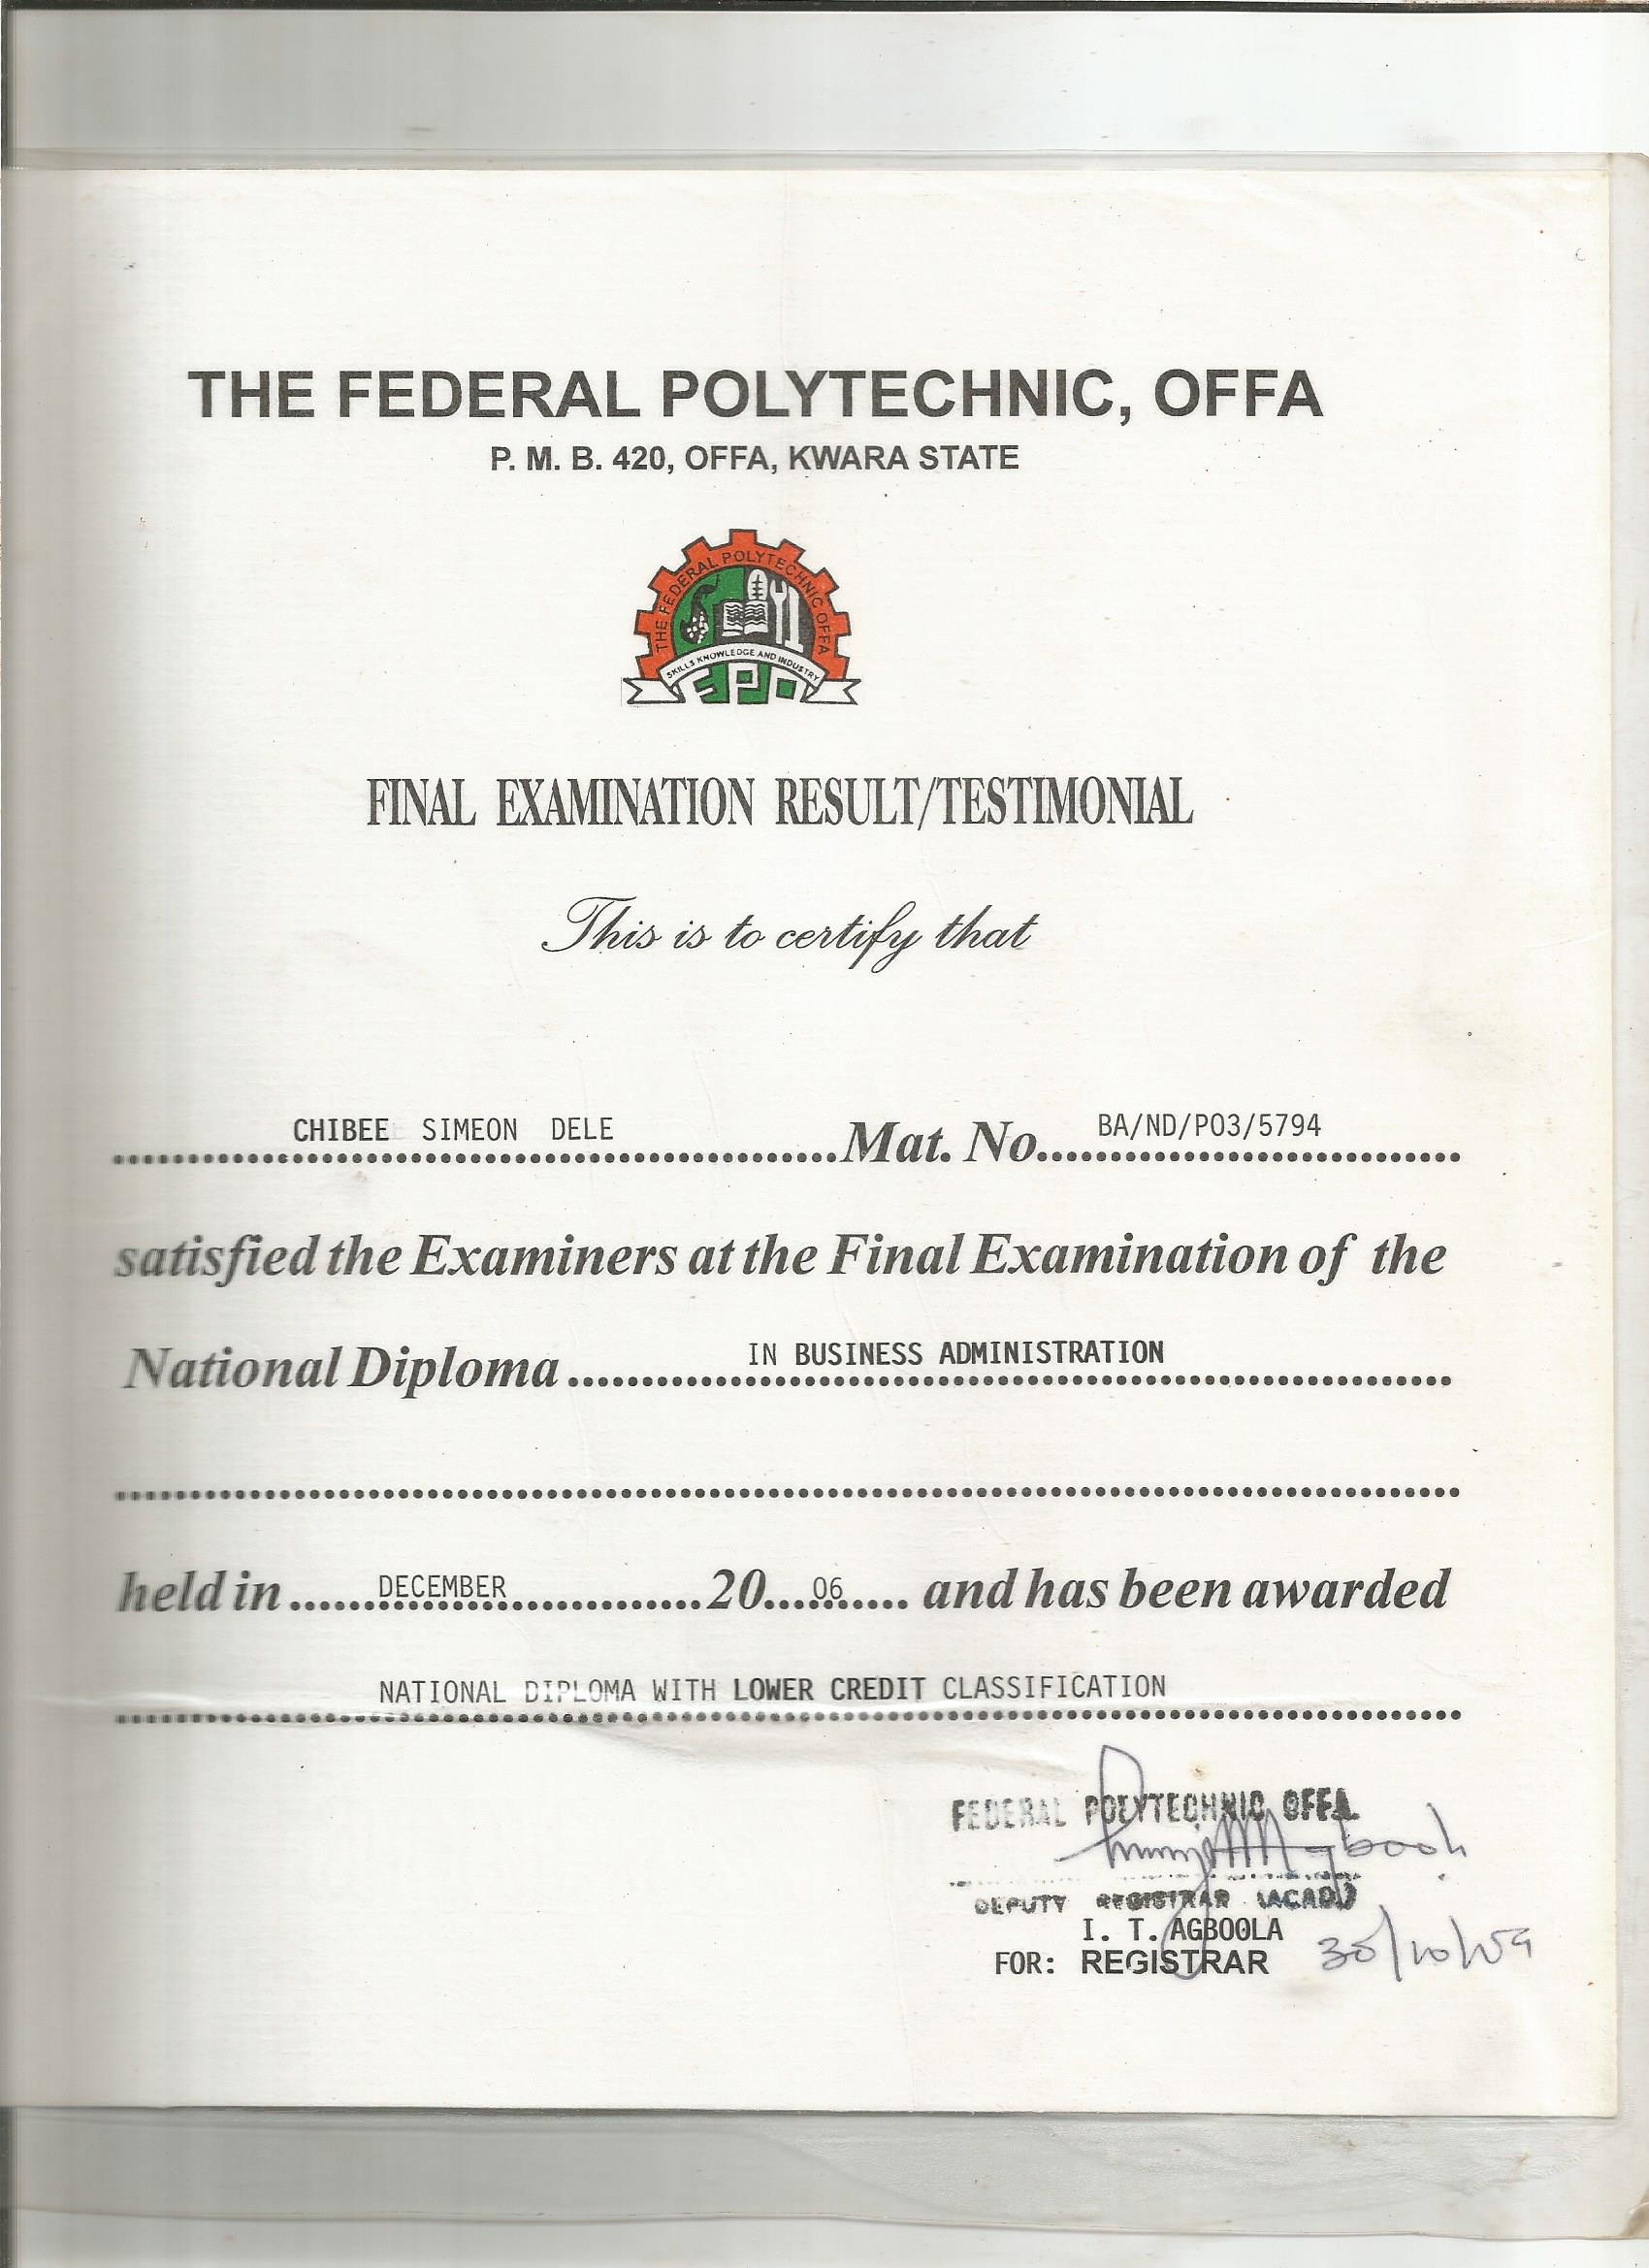 THE FEDERAL POLYTECHNIC, OFFA
P. M. B. 420, OFFA, KWARA STATE
THE FEDERAL POLYTECHNIC OFFA
SKILLS KNOWLEDGE AND INDUSTRY
FPO
FINAL EXAMINATION RESULT/TESTIMONIAL
This is to certify that
CHIBEE SIMEON DELE Mat. No. BA/ND/PO3/5794
satisfied the Examiners at the Final Examination of the
National Diploma IN BUSINESS ADMINISTRATION
held in DECEMBER 20 06 and has been awarded
NATIONAL DIPLOMA WITH LOWER CREDIT CLASSIFICATION
FEDERAL POLYTECHNIC OFFA
DEPUTY REGISTRAR (ACAD)
I. T. AGBOOLA
FOR: REGISTRAR 30/10/09